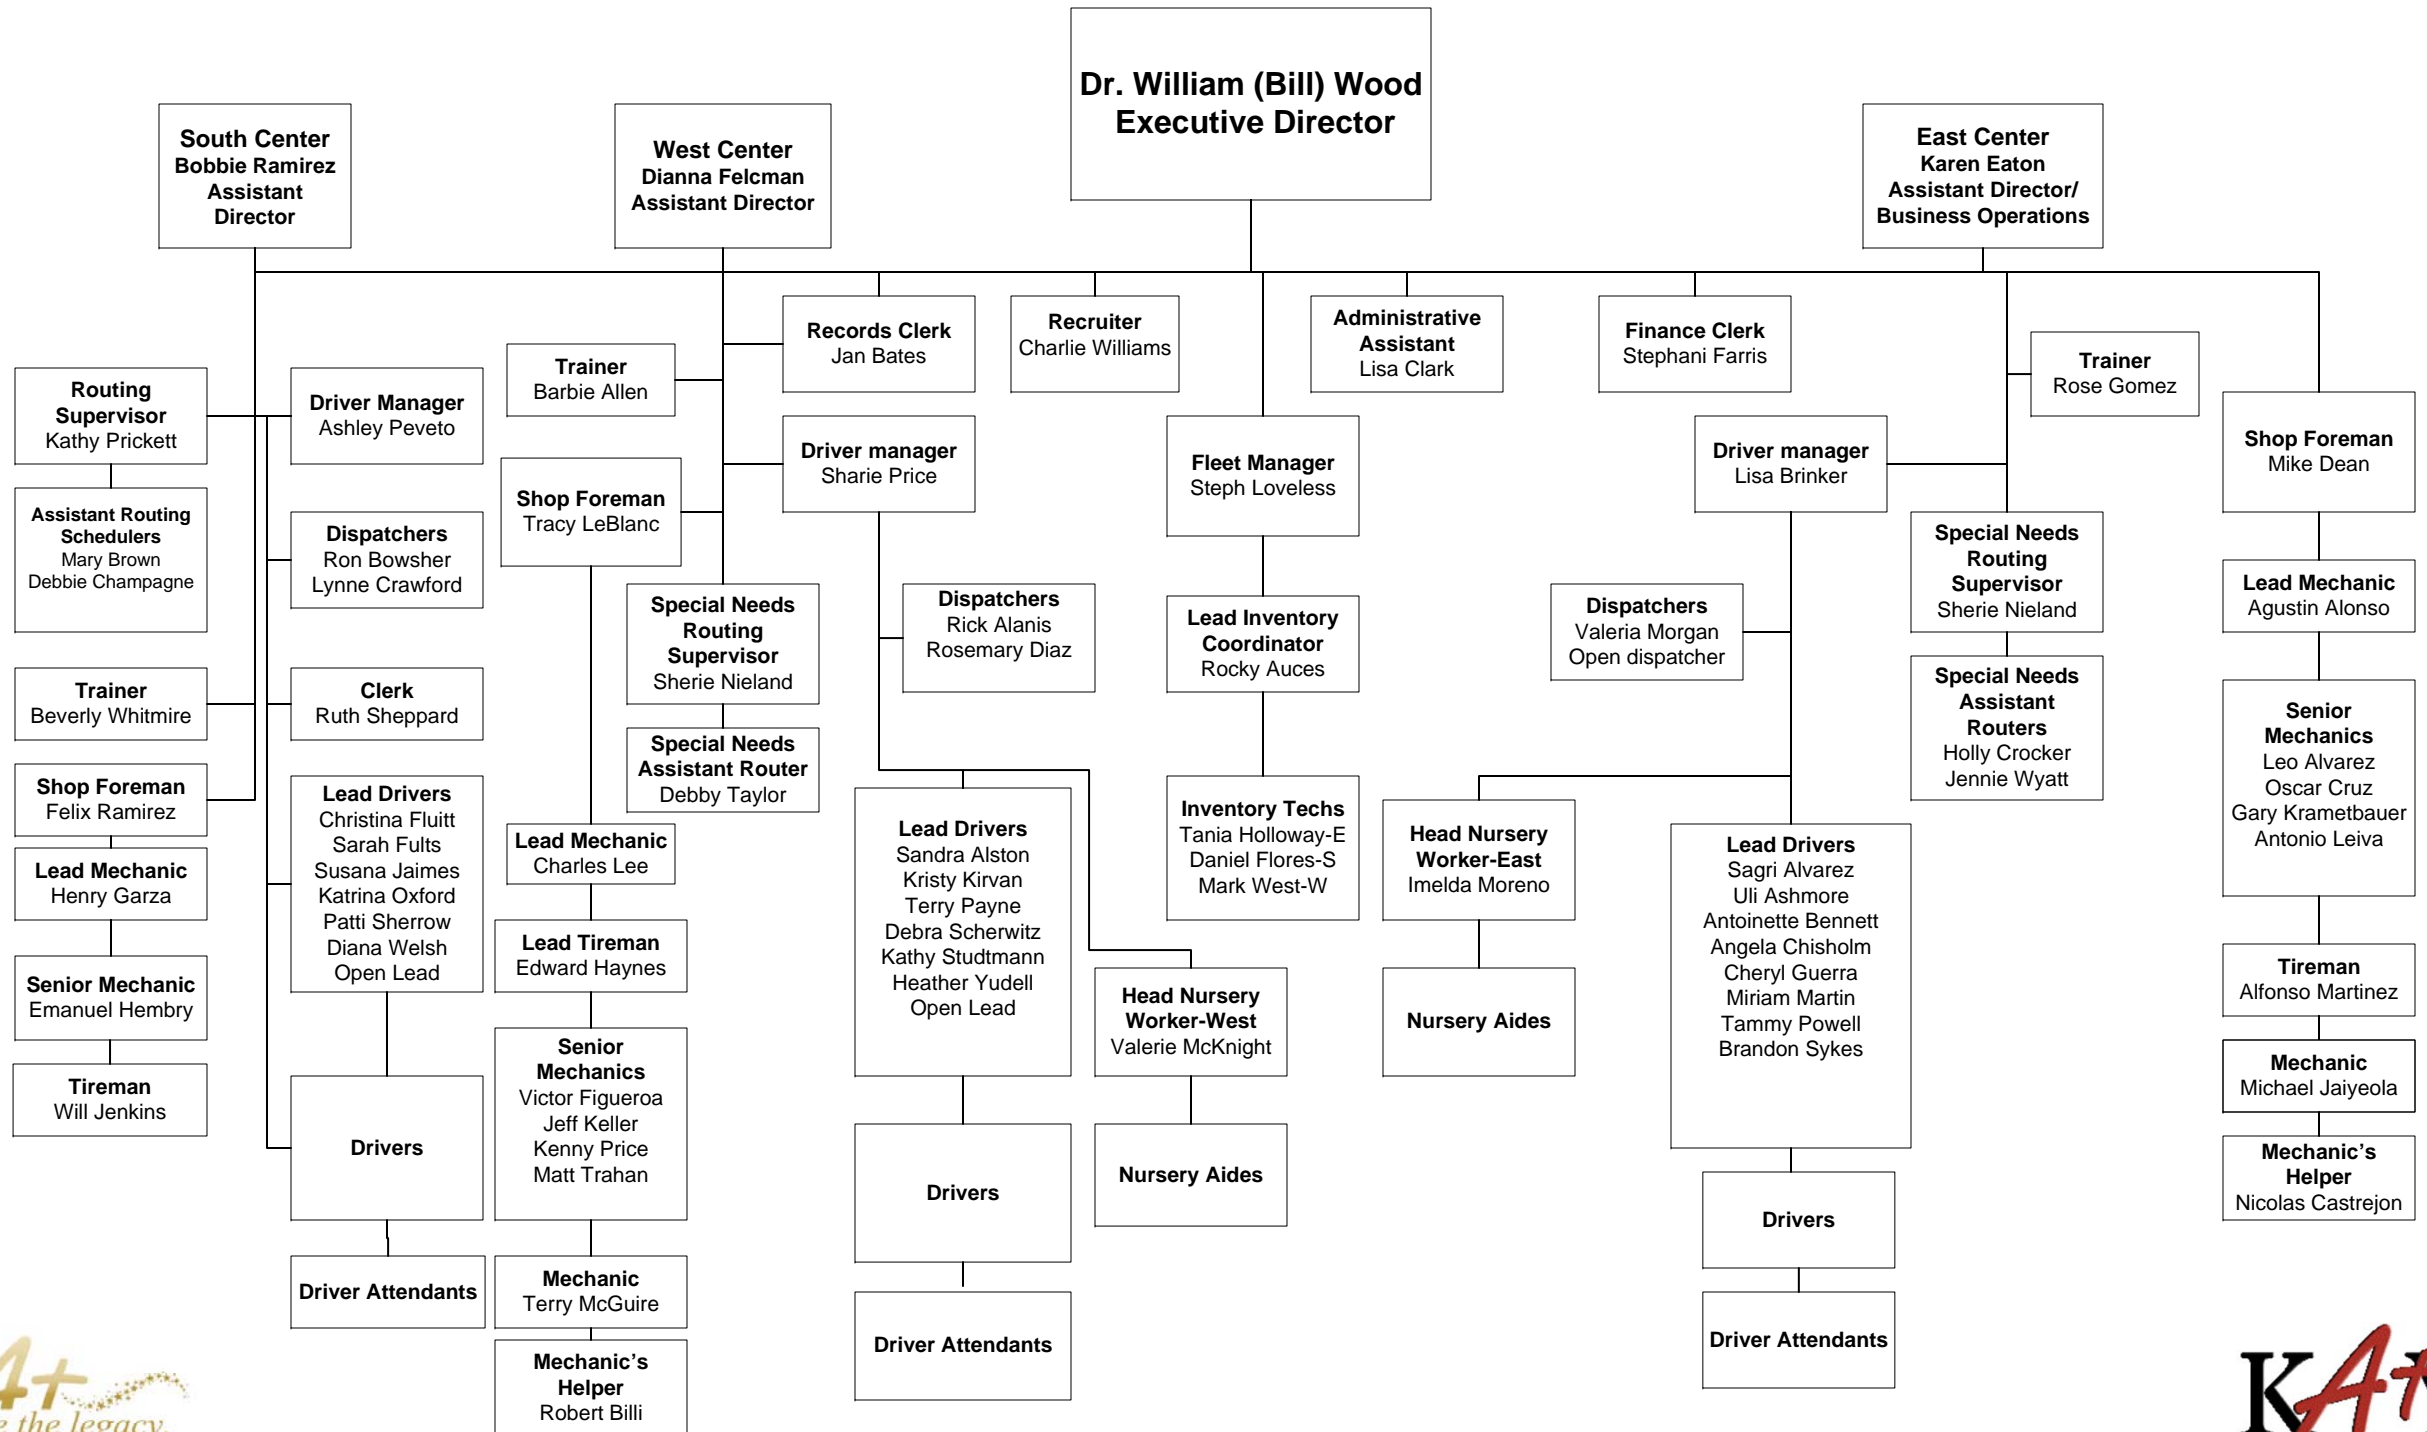 Dr. William (Bill) Wood
Executive Director
South Center
Bobbie Ramirez
Assistant
Director
West Center
Dianna Felcman
Assistant Director
East Center
Karen Eaton
Assistant Director/
Business Operations
Records Clerk
Jan Bates
Recruiter
Charlie Williams
Administrative
Assistant
Lisa Clark
Finance Clerk
Stephani Farris
Trainer
Rose Gomez
Trainer
Barbie Allen
Routing
Supervisor
Kathy Prickett
Driver Manager
Ashley Peveto
Driver manager
Sharie Price
Fleet Manager
Steph Loveless
Driver manager
Lisa Brinker
Shop Foreman
Mike Dean
Shop Foreman
Tracy LeBlanc
Assistant Routing
Schedulers
Mary Brown
Debbie Champagne
Dispatchers
Ron Bowsher
Lynne Crawford
Special Needs
Routing
Supervisor
Sherie Nieland
Dispatchers
Rick Alanis
Rosemary Diaz
Lead Inventory
Coordinator
Rocky Auces
Dispatchers
Valeria Morgan
Open dispatcher
Special Needs
Routing
Supervisor
Sherie Nieland
Lead Mechanic
Agustin Alonso
Trainer
Beverly Whitmire
Clerk
Ruth Sheppard
Special Needs
Assistant Router
Debby Taylor
Special Needs
Assistant
Routers
Holly Crocker
Jennie Wyatt
Senior
Mechanics
Leo Alvarez
Oscar Cruz
Gary Krametbauer
Antonio Leiva
Shop Foreman
Felix Ramirez
Lead Drivers
Christina Fluitt
Sarah Fults
Susana Jaimes
Katrina Oxford
Patti Sherrow
Diana Welsh
Open Lead
Lead Mechanic
Charles Lee
Lead Drivers
Sandra Alston
Kristy Kirvan
Terry Payne
Debra Scherwitz
Kathy Studtmann
Heather Yudell
Open Lead
Inventory Techs
Tania Holloway-E
Daniel Flores-S
Mark West-W
Head Nursery
Worker-East
Imelda Moreno
Lead Drivers
Sagri Alvarez
Uli Ashmore
Antoinette Bennett
Angela Chisholm
Cheryl Guerra
Miriam Martin
Tammy Powell
Brandon Sykes
Lead Mechanic
Henry Garza
Lead Tireman
Edward Haynes
Tireman
Alfonso Martinez
Senior Mechanic
Emanuel Hembry
Head Nursery
Worker-West
Valerie McKnight
Nursery Aides
Senior
Mechanics
Victor Figueroa
Jeff Keller
Kenny Price
Matt Trahan
Mechanic
Michael Jaiyeola
Tireman
Will Jenkins
Drivers
Drivers
Nursery Aides
Drivers
Mechanic's
Helper
Nicolas Castrejon
Driver Attendants
Mechanic
Terry McGuire
Driver Attendants
Driver Attendants
Mechanic's
Helper
Robert Billi
A+
the legacy.
KA+